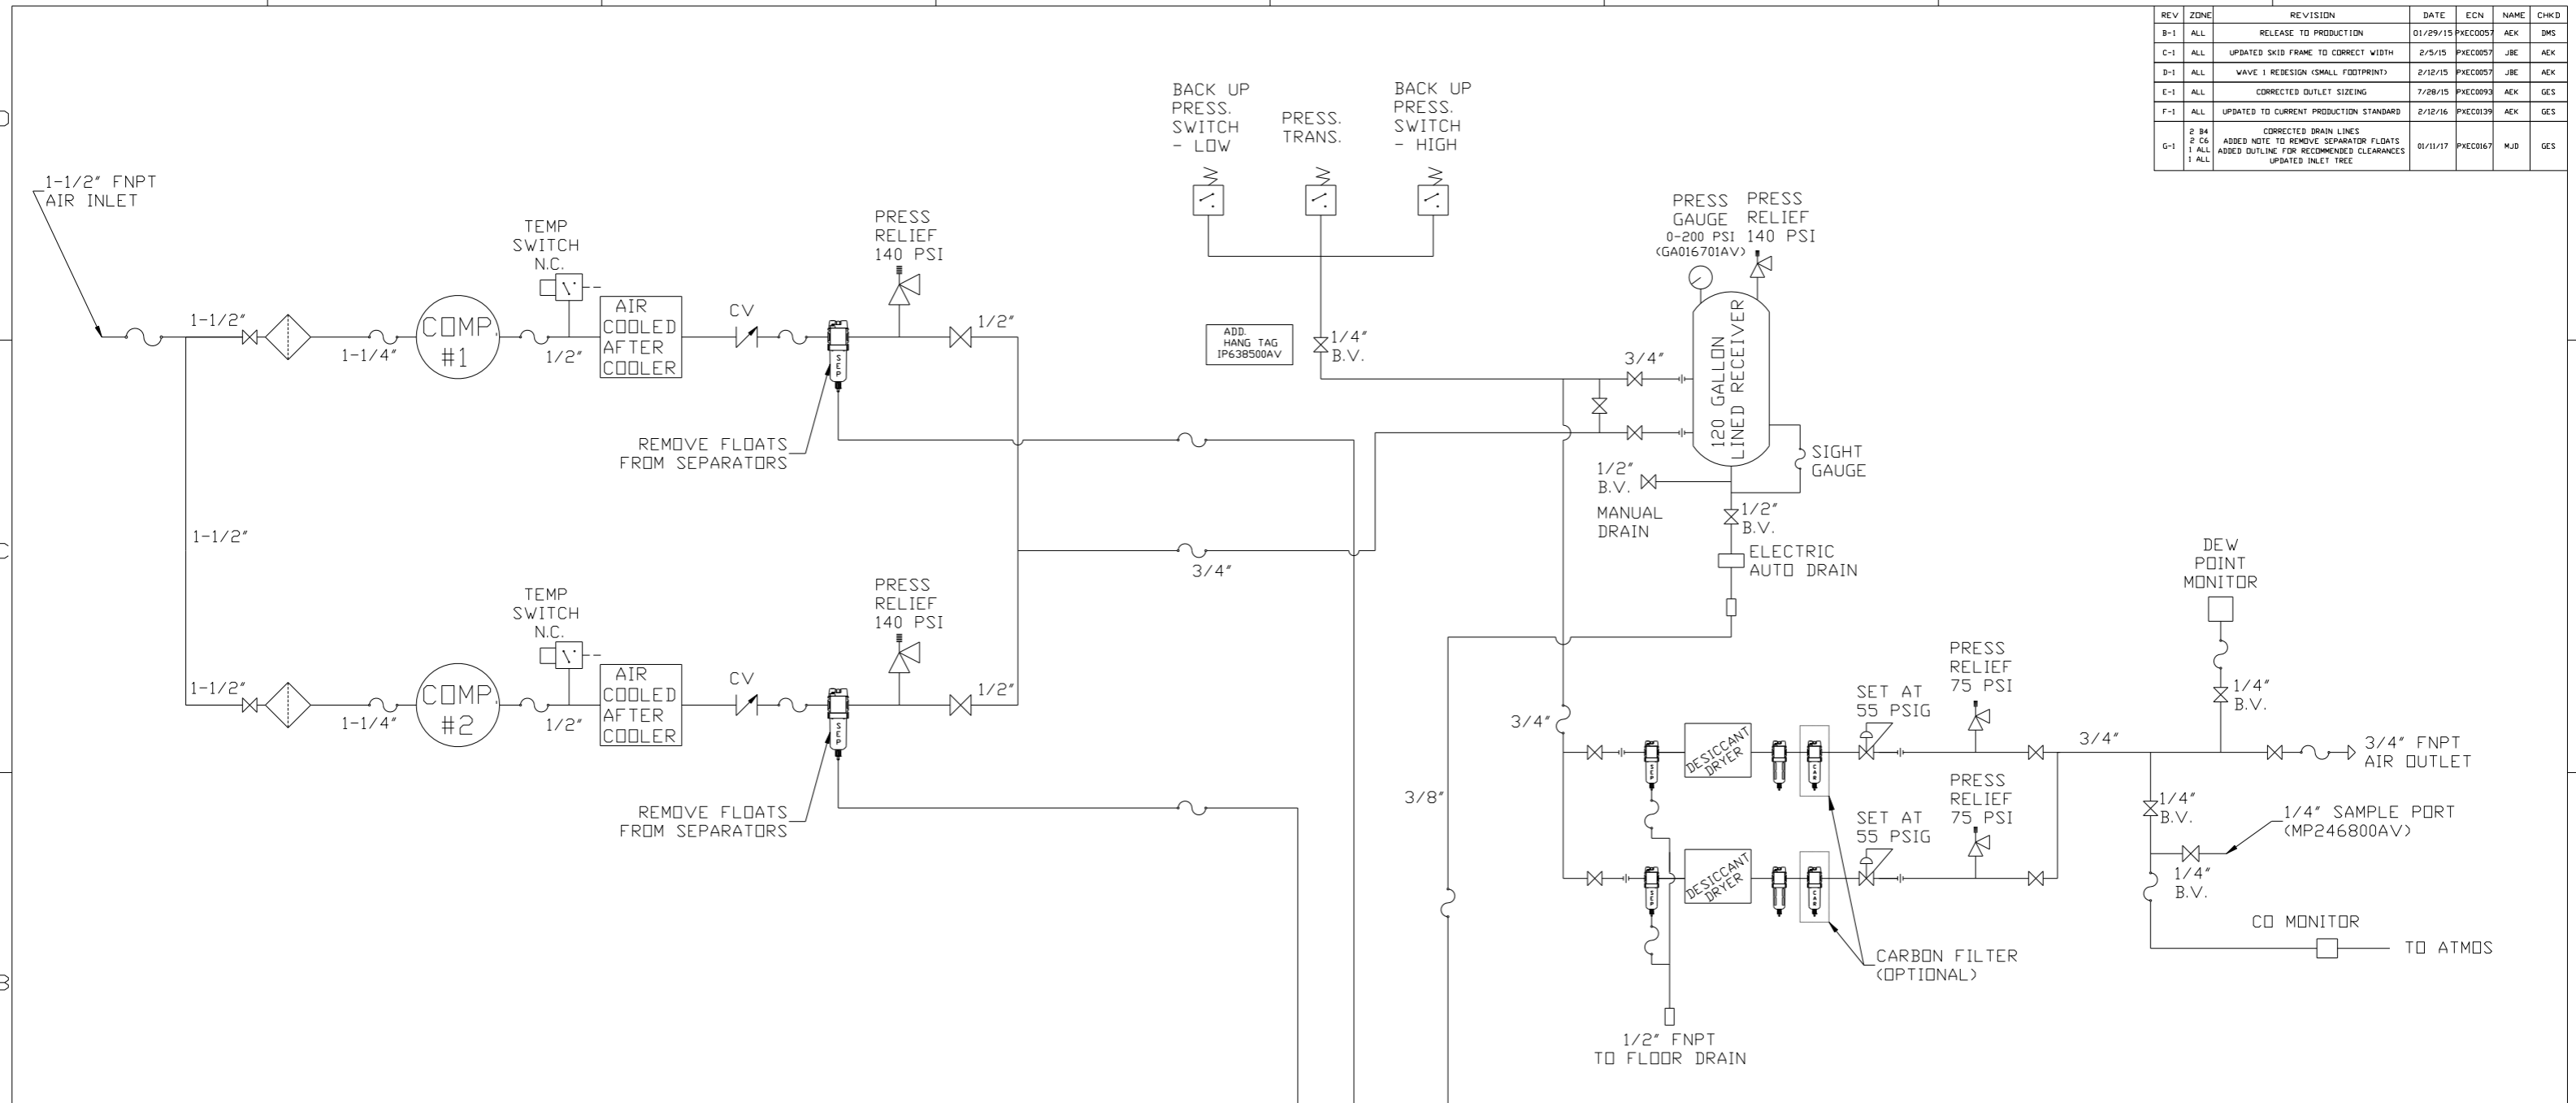 REV ZONE REVISION DATE ECN NAME CHKD
B-1 ALL RELEASE TO PRODUCTION 01/29/15 PXEC0057 AEK DMS
C-1 ALL UPDATED SKID FRAME TO CORRECT WIDTH 2/5/15 PXEC0057 JBE AEK
D-1 ALL WAVE 1 REDESIGN (SMALL FOOTPRINT) 2/12/15 PXEC0057 JBE AEK
E-1 ALL CORRECTED OUTLET SIZEING 7/28/15 PXEC0093 AEK GES
F-1 ALL UPDATED TO CURRENT PRODUCTION STANDARD 2/12/16 PXEC0139 AEK GES
G-1 2 B4 CORRECTED DRAIN LINES 01/11/17 PXEC0167 MJD GES
2 C6 ADDED NOTE TO REMOVE SEPARATOR FLOATS
1 ALL ADDED OUTLINE FOR RECOMMENDED CLEARANCES
1 ALL UPDATED INLET TREE
D
C
B
1-1/2" FNPT
AIR INLET
1-1/2"
1-1/4"
COMP.
#1
1/2"
TEMP
SWITCH
N.C.
AIR
COOLED
AFTER
COOLER
CV
SEP
PRESS
RELIEF
140 PSI
1/2"
REMOVE FLOATS
FROM SEPARATORS
1-1/2"
1-1/2"
1-1/4"
COMP.
#2
1/2"
TEMP
SWITCH
N.C.
AIR
COOLED
AFTER
COOLER
CV
SEP
PRESS
RELIEF
140 PSI
1/2"
REMOVE FLOATS
FROM SEPARATORS
3/4"
BACK UP
PRESS.
SWITCH
- LOW
PRESS.
TRANS.
BACK UP
PRESS.
SWITCH
- HIGH
ADD.
HANG TAG
IP638500AV
1/4"
B.V.
PRESS
GAUGE
0-200 PSI
(GA016701AV)
PRESS
RELIEF
140 PSI
3/4"
120 GALLON
LINED RECEIVER
SIGHT
GAUGE
1/2"
B.V.
MANUAL
DRAIN
1/2"
B.V.
ELECTRIC
AUTO DRAIN
3/8"
3/4"
SEP
DESICCANT
DRYER
CAR
SET AT
55 PSIG
PRESS
RELIEF
75 PSI
SEP
DESICCANT
DRYER
CAR
SET AT
55 PSIG
PRESS
RELIEF
75 PSI
CARBON FILTER
(OPTIONAL)
1/2" FNPT
TO FLOOR DRAIN
3/4"
DEW
POINT
MONITOR
1/4"
B.V.
3/4" FNPT
AIR OUTLET
1/4"
B.V.
1/4" SAMPLE PORT
(MP246800AV)
1/4"
B.V.
CO MONITOR
TO ATMOS